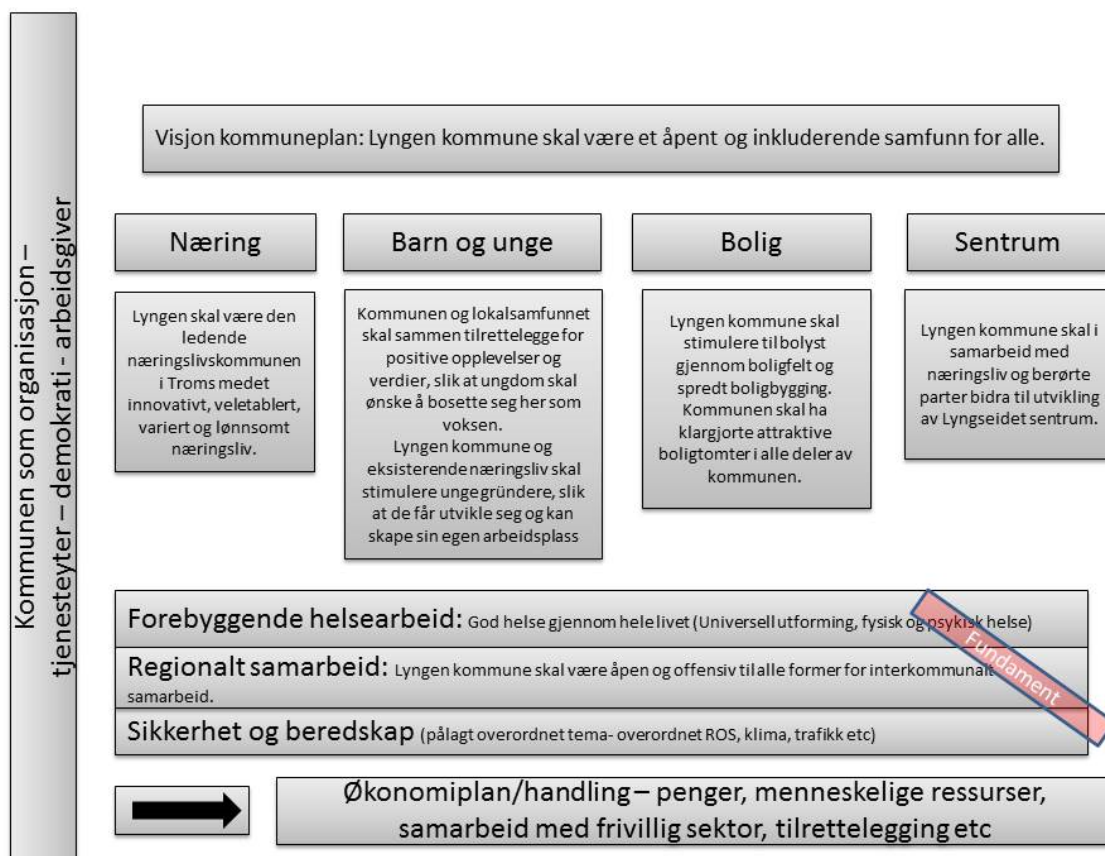 Kommunen som organisasjon –
tjenesteyter – demokrati - arbeidsgiver
Visjon kommuneplan: Lyngen kommune skal være et åpent og inkluderende samfunn for alle.
Næring
Lyngen skal være den
ledende
næringslivskommunen
i Troms medet
innovativt, veletablert,
variert og lønnsomt
næringsliv.
Barn og unge
Kommunen og lokalsamfunnet
skal sammen tilrettelegge for
positive opplevelser og
verdier, slik at ungdom skal
ønske å bosette seg her som
voksen.
Lyngen kommune og
eksisterende næringsliv skal
stimulere unge gründere, slik
at de får utvikle seg og kan
skape sin egen arbeidsplass
Bolig
Lyngen kommune skal
stimulere til bolyst
gjennom boligfelt og
spredt boligbygging.
Kommunen skal ha
klargjorte attraktive
boligtomter i alle deler av
kommunen.
Sentrum
Lyngen kommune skal i
samarbeid med
næringsliv og berørte
parter bidra til utvikling
av Lyngseidet sentrum.
Forebyggende helsearbeid: God helse gjennom hele livet (Universell utforming, fysisk og psykisk helse)
Regionalt samarbeid: Lyngen kommune skal være åpen og offensiv til alle former for interkommunalt
samarbeid.
Sikkerhet og beredskap (pålagt overordnet tema- overordnet ROS, klima, trafikk etc)
Fundament
Økonomiplan/handling – penger, menneskelige ressurser,
samarbeid med frivillig sektor, tilrettelegging etc